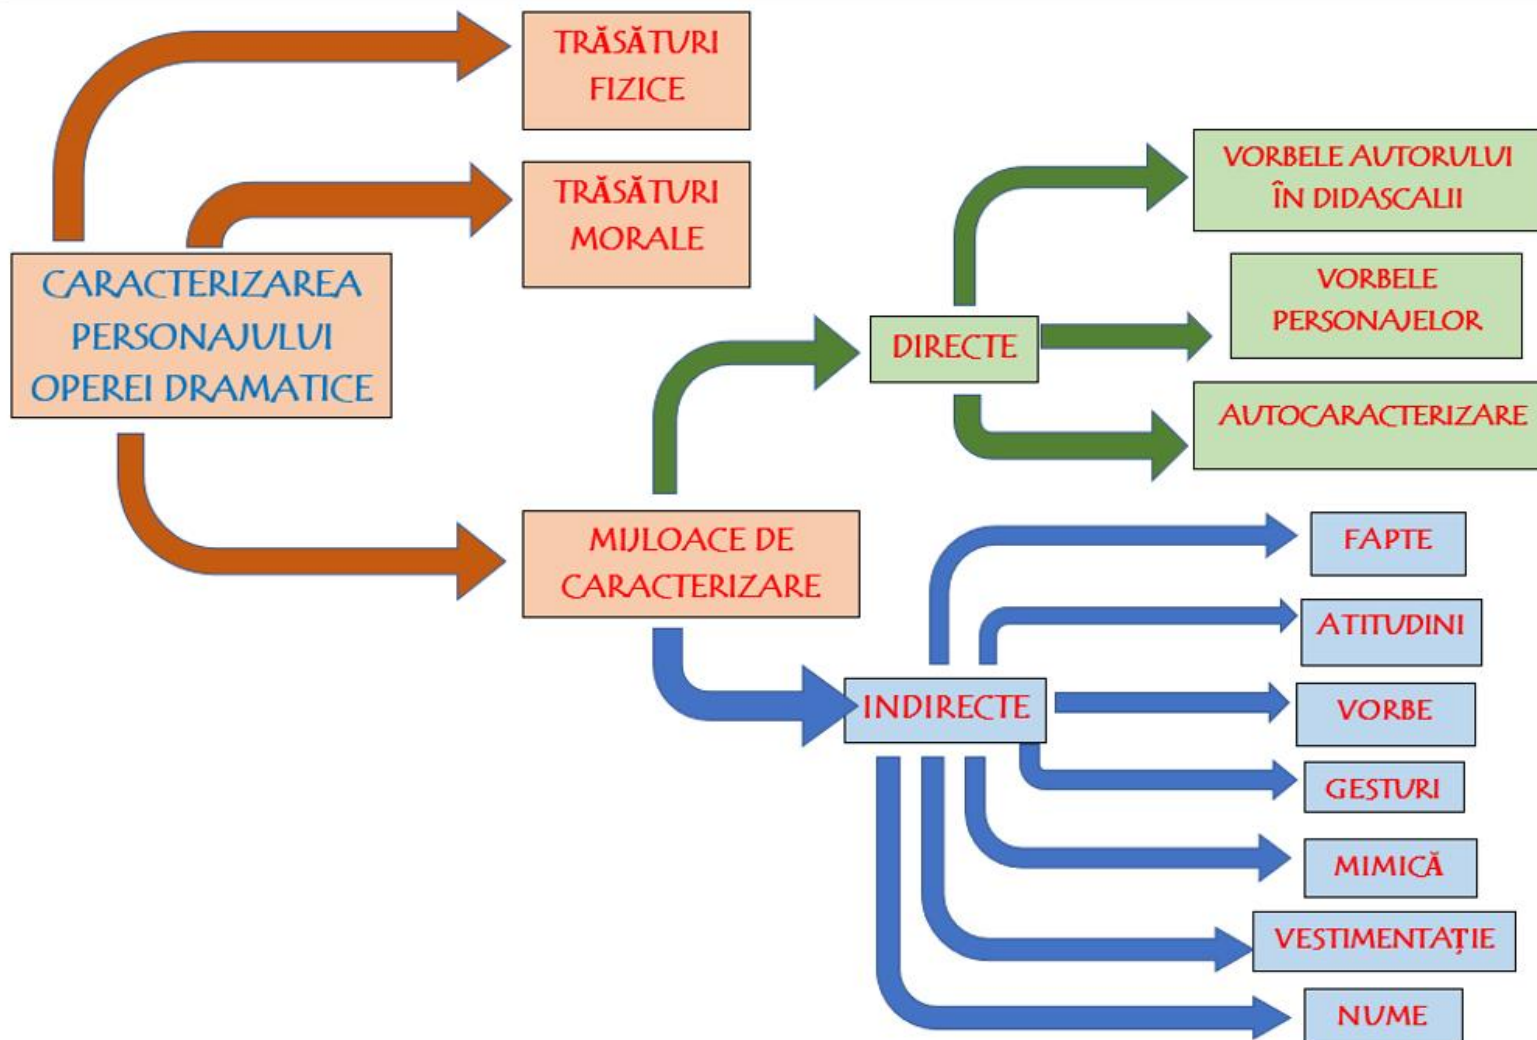 TRĂSĂTURI
FIZICE
TRĂSĂTURI
MORALE
CARACTERIZAREA
PERSONAJULUI
OPEREI DRAMATICE
MIJLOACE DE
CARACTERIZARE
DIRECTE
VORBELE AUTORULUI
ÎN DIDASCALII
VORBELE
PERSONAJELOR
AUTOCARACTERIZARE
INDIRECTE
FAPTE
ATITUDINI
VORBE
GESTURI
MIMICĂ
VESTIMENTAȚIE
NUME